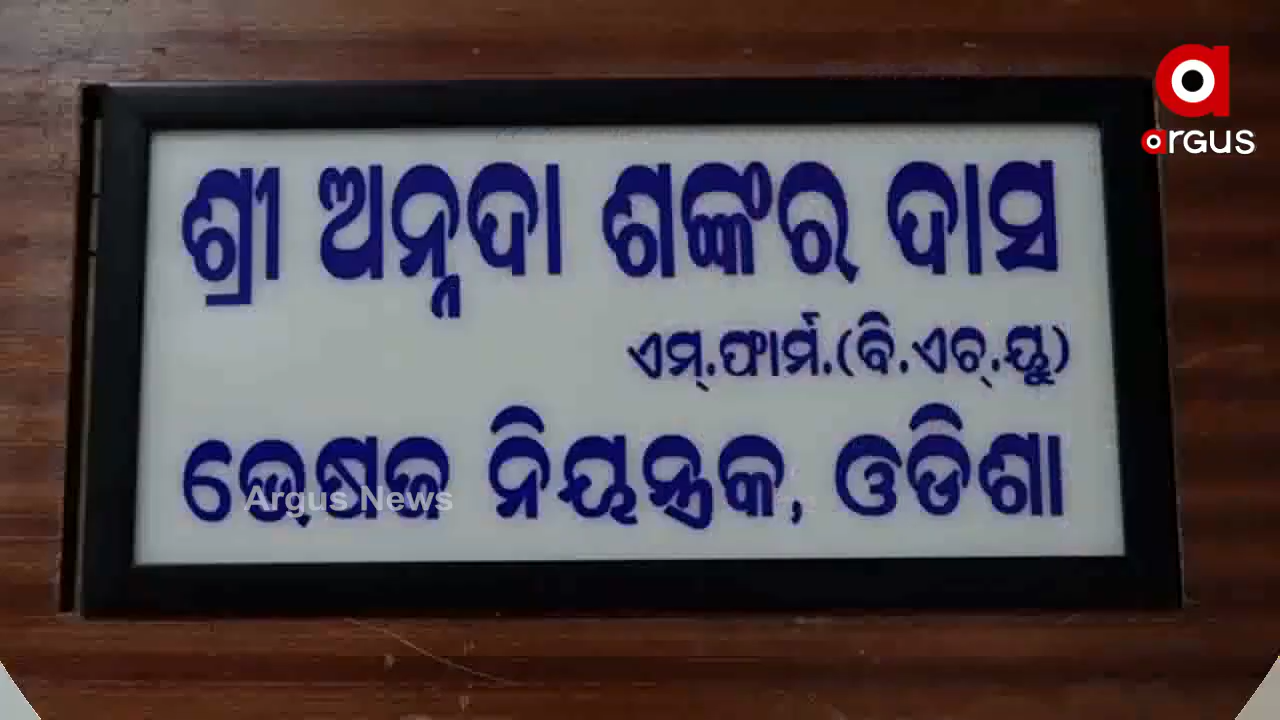 argus
ଶ୍ରୀ ଅନ୍ନଦା ଶଙ୍କର ଦାସ
ଏମ୍.ଫାର୍ମ.(ବି.ଏଚ୍.ୟୁ)
ଭେଷଜ ନିୟନ୍ତ୍ରକ, ଓଡିଶା
Argus News